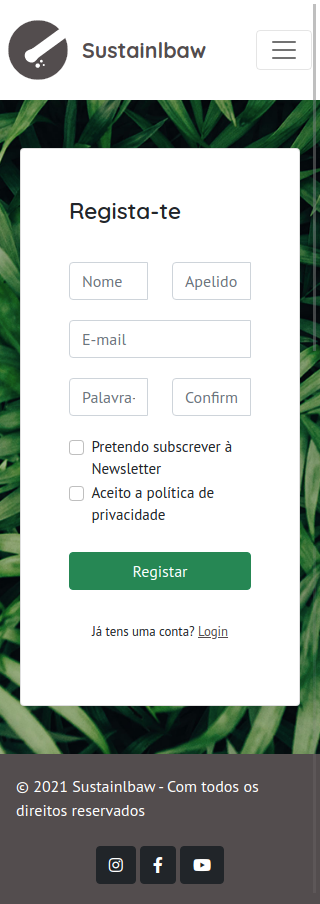 Sustainlbaw
Regista-te
Nome Apelido
E-mail
Palavra- Confirm
Pretendo subscrever à
Newsletter
Aceito a política de
privacidade
Registar
Já tens uma conta? Login
© 2021 Sustainlbaw - Com todos os
direitos reservados